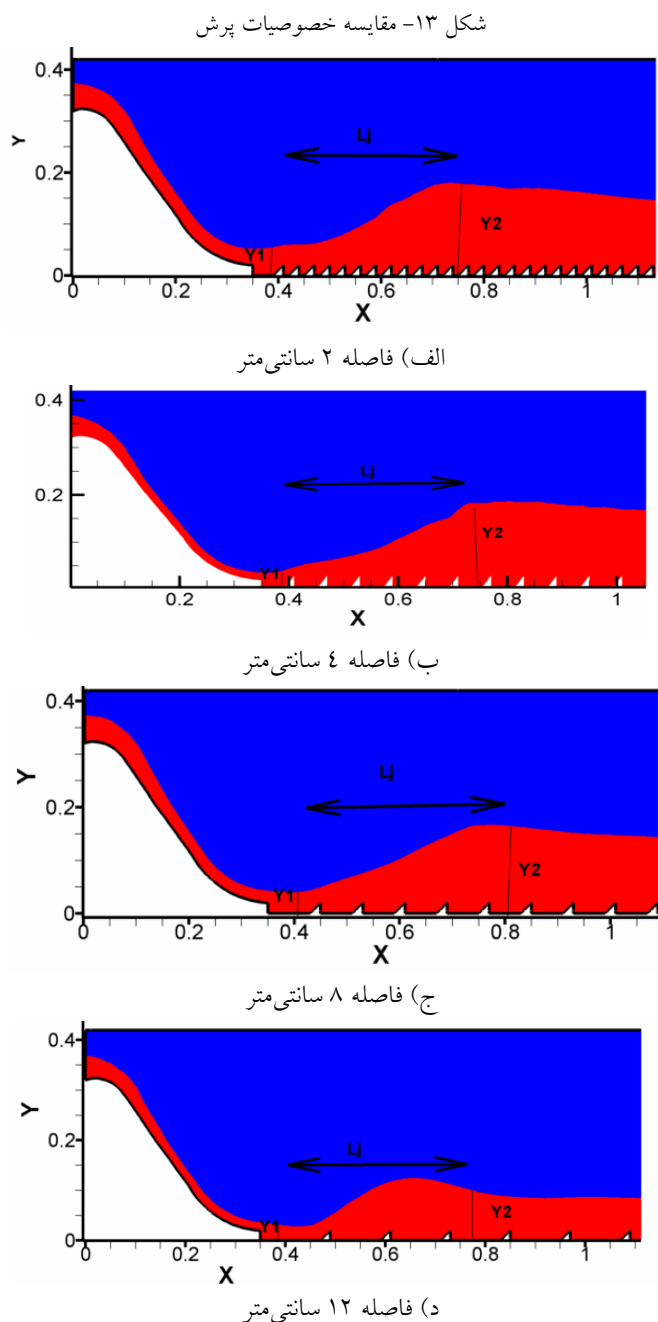 شکل ۱۳- مقایسه خصوصیات پرش
0.4
Y
Lj
0.2
Y1
Y2
0
0 0.2 0.4 0.6 0.8 1
X
الف) فاصله ۲ سانتی‌متر
0.4
Lj
0.2
Y1
Y2
0.2 0.4 0.6 0.8 1
X
ب) فاصله ٤ سانتی‌متر
0.4
Y
Lj
0.2
Y1
Y2
0
0 0.2 0.4 0.6 0.8 1
X
ج) فاصله ۸ سانتی‌متر
0.4
Y
Lj
0.2
Y1
Y2
0
0 0.2 0.4 0.6 0.8 1
X
د) فاصله ۱۲ سانتی‌متر